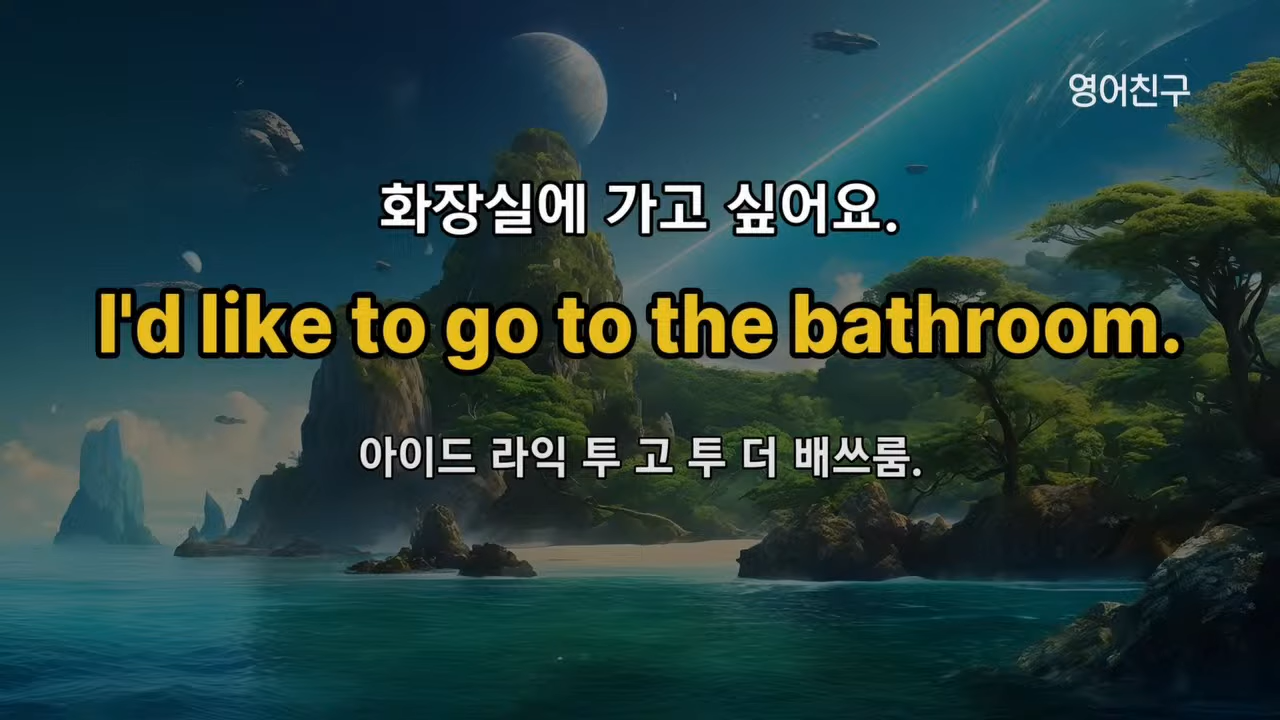 영어친구
화장실에 가고 싶어요.
I'd like to go to the bathroom.
아이드 라익 투 고 투 더 배쓰룸.